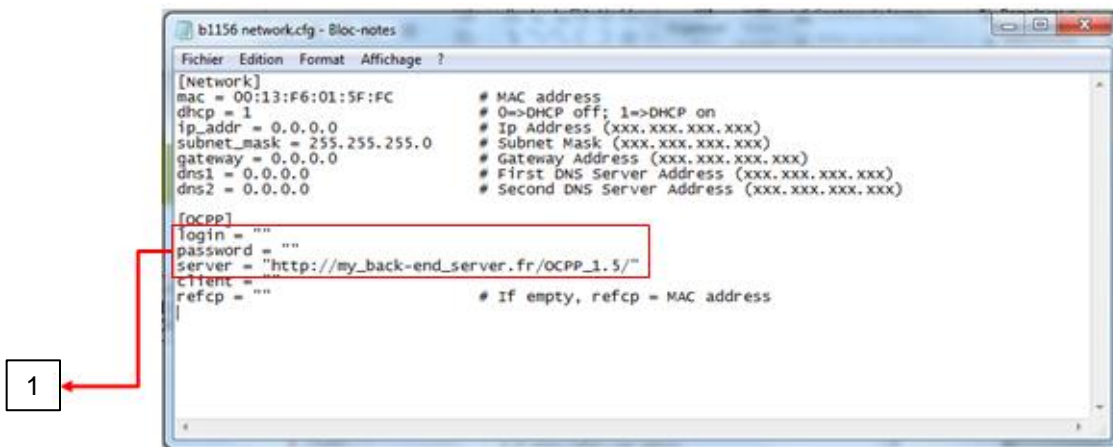 b1156 network.cfg - Bloc-notes
Fichier Edition Format Affichage ?
[Network]
mac = 00:13:F6:01:5F:FC # MAC address
dhcp = 1 # 0=>DHCP off; 1=>DHCP on
ip_addr = 0.0.0.0 # Ip Address (xxx.xxx.xxx.xxx)
subnet_mask = 255.255.255.0 # Subnet Mask (xxx.xxx.xxx.xxx)
gateway = 0.0.0.0 # Gateway Address (xxx.xxx.xxx.xxx)
dns1 = 0.0.0.0 # First DNS Server Address (xxx.xxx.xxx.xxx)
dns2 = 0.0.0.0 # Second DNS Server Address (xxx.xxx.xxx.xxx)
[OCPP]
login = ""
password = ""
server = "http://my_back-end_server.fr/OCPP_1.5/"
client = ""
refcp = "" # If empty, refcp = MAC address
1